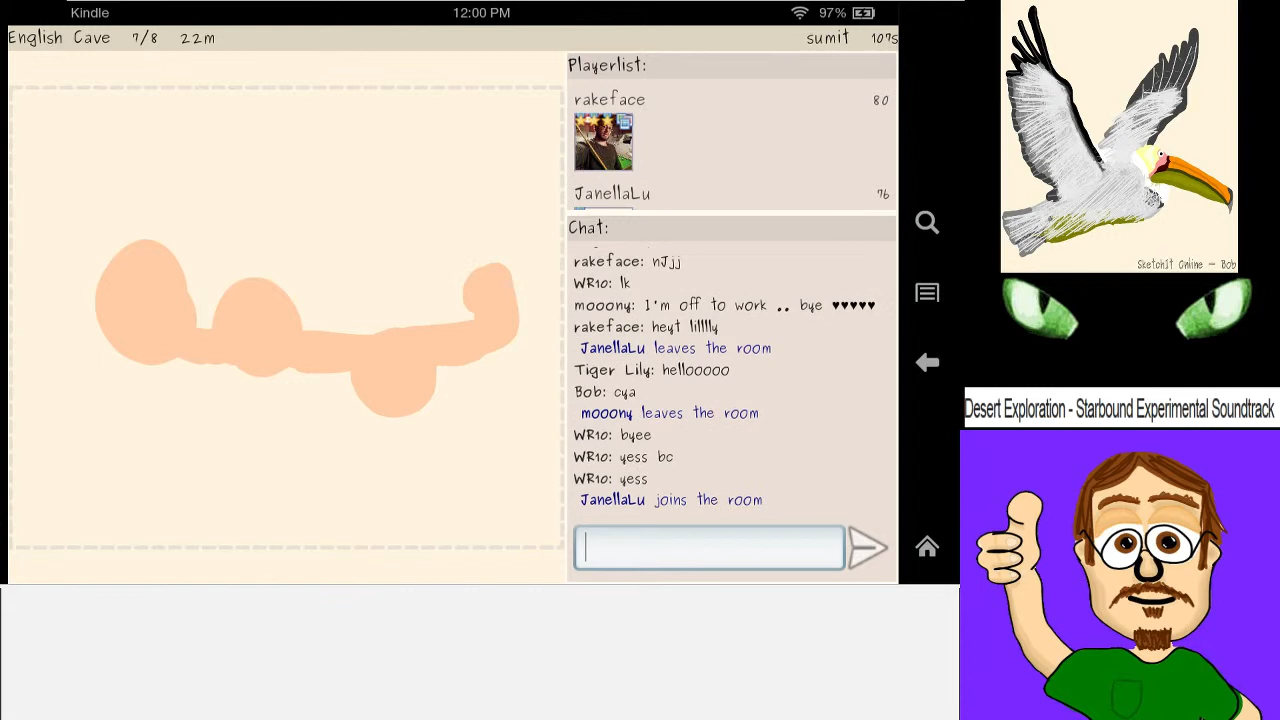 Kindle 12:00 PM 97%
English Cave 7/8 22m sumit 107s
Playerlist:
rakeface 80
JanellaLu 76
Chat:
rakeface: nJjj
WR10: lk
mooony: I'm off to work .. bye ♥♥♥♥♥
rakeface: heyt lillly
JanellaLu leaves the room
Tiger Lily: hellooooo
Bob: cya
mooony leaves the room
WR10: byee
WR10: yess bc
WR10: yess
JanellaLu joins the room
SketchIt Online - Bob
Desert Exploration - Starbound Experimental Soundtrack